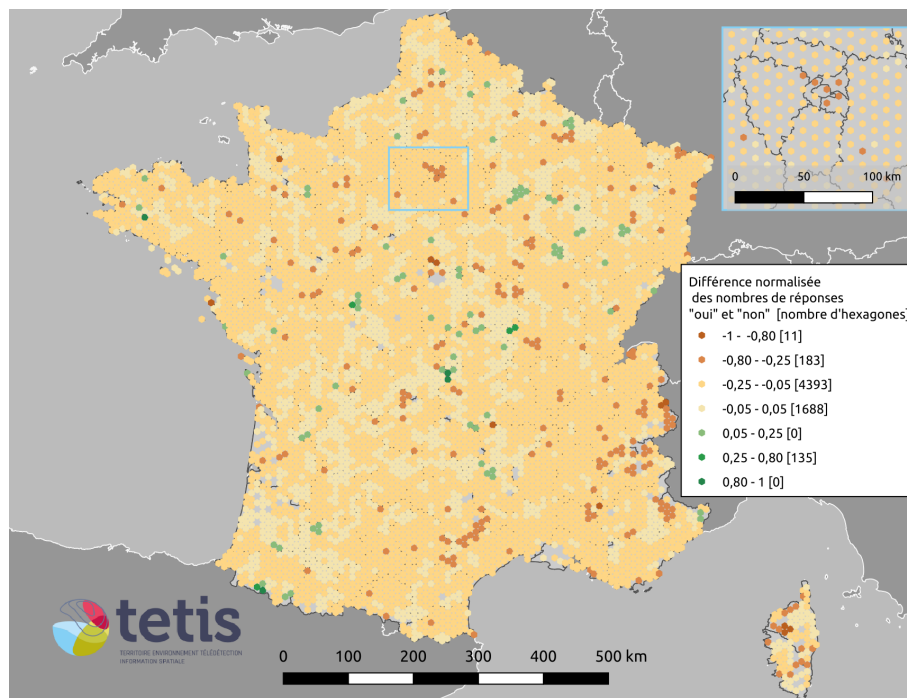 0 50 100 km
Différence normalisée
des nombres de réponses
"oui" et "non" [nombre d'hexagones]
-1 - -0,80 [11]
-0,80 - -0,25 [183]
-0,25 - -0,05 [4393]
-0,05 - 0,05 [1688]
0,05 - 0,25 [0]
0,25 - 0,80 [135]
0,80 - 1 [0]
tetis
TERRITOIRE ENVIRONNEMENT TÉLÉDÉTECTION
INFORMATION SPATIALE
0 100 200 300 400 500 km